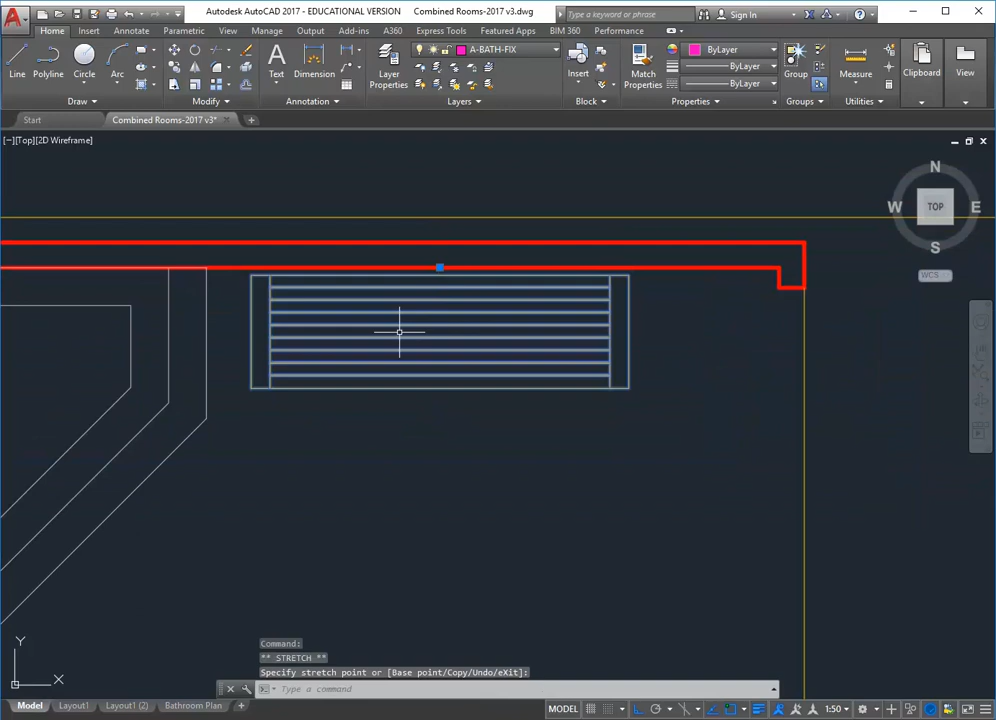 Autodesk AutoCAD 2017 - EDUCATIONAL VERSION Combined Rooms-2017 v3.dwg
Type a keyword or phrase
Sign In
Home Insert Annotate Parametric View Manage Output Add-ins A360 Express Tools Featured Apps BIM 360 Performance
Line Polyline Circle Arc
Text Dimension
Layer Properties
A-BATH-FIX
Insert
Match Properties
ByLayer
ByLayer
ByLayer
Group
Measure
Clipboard
View
Draw Modify Annotation Layers Block Properties Groups Utilities
Start Combined Rooms-2017 v3*
[−][Top][2D Wireframe]
N
W TOP E
S
WCS
Y
X
Command:
** STRETCH **
Specify stretch point or [Base point/Copy/Undo/eXit]:
Type a command
Model Layout1 Layout1 (2) Bathroom Plan
MODEL 1:50